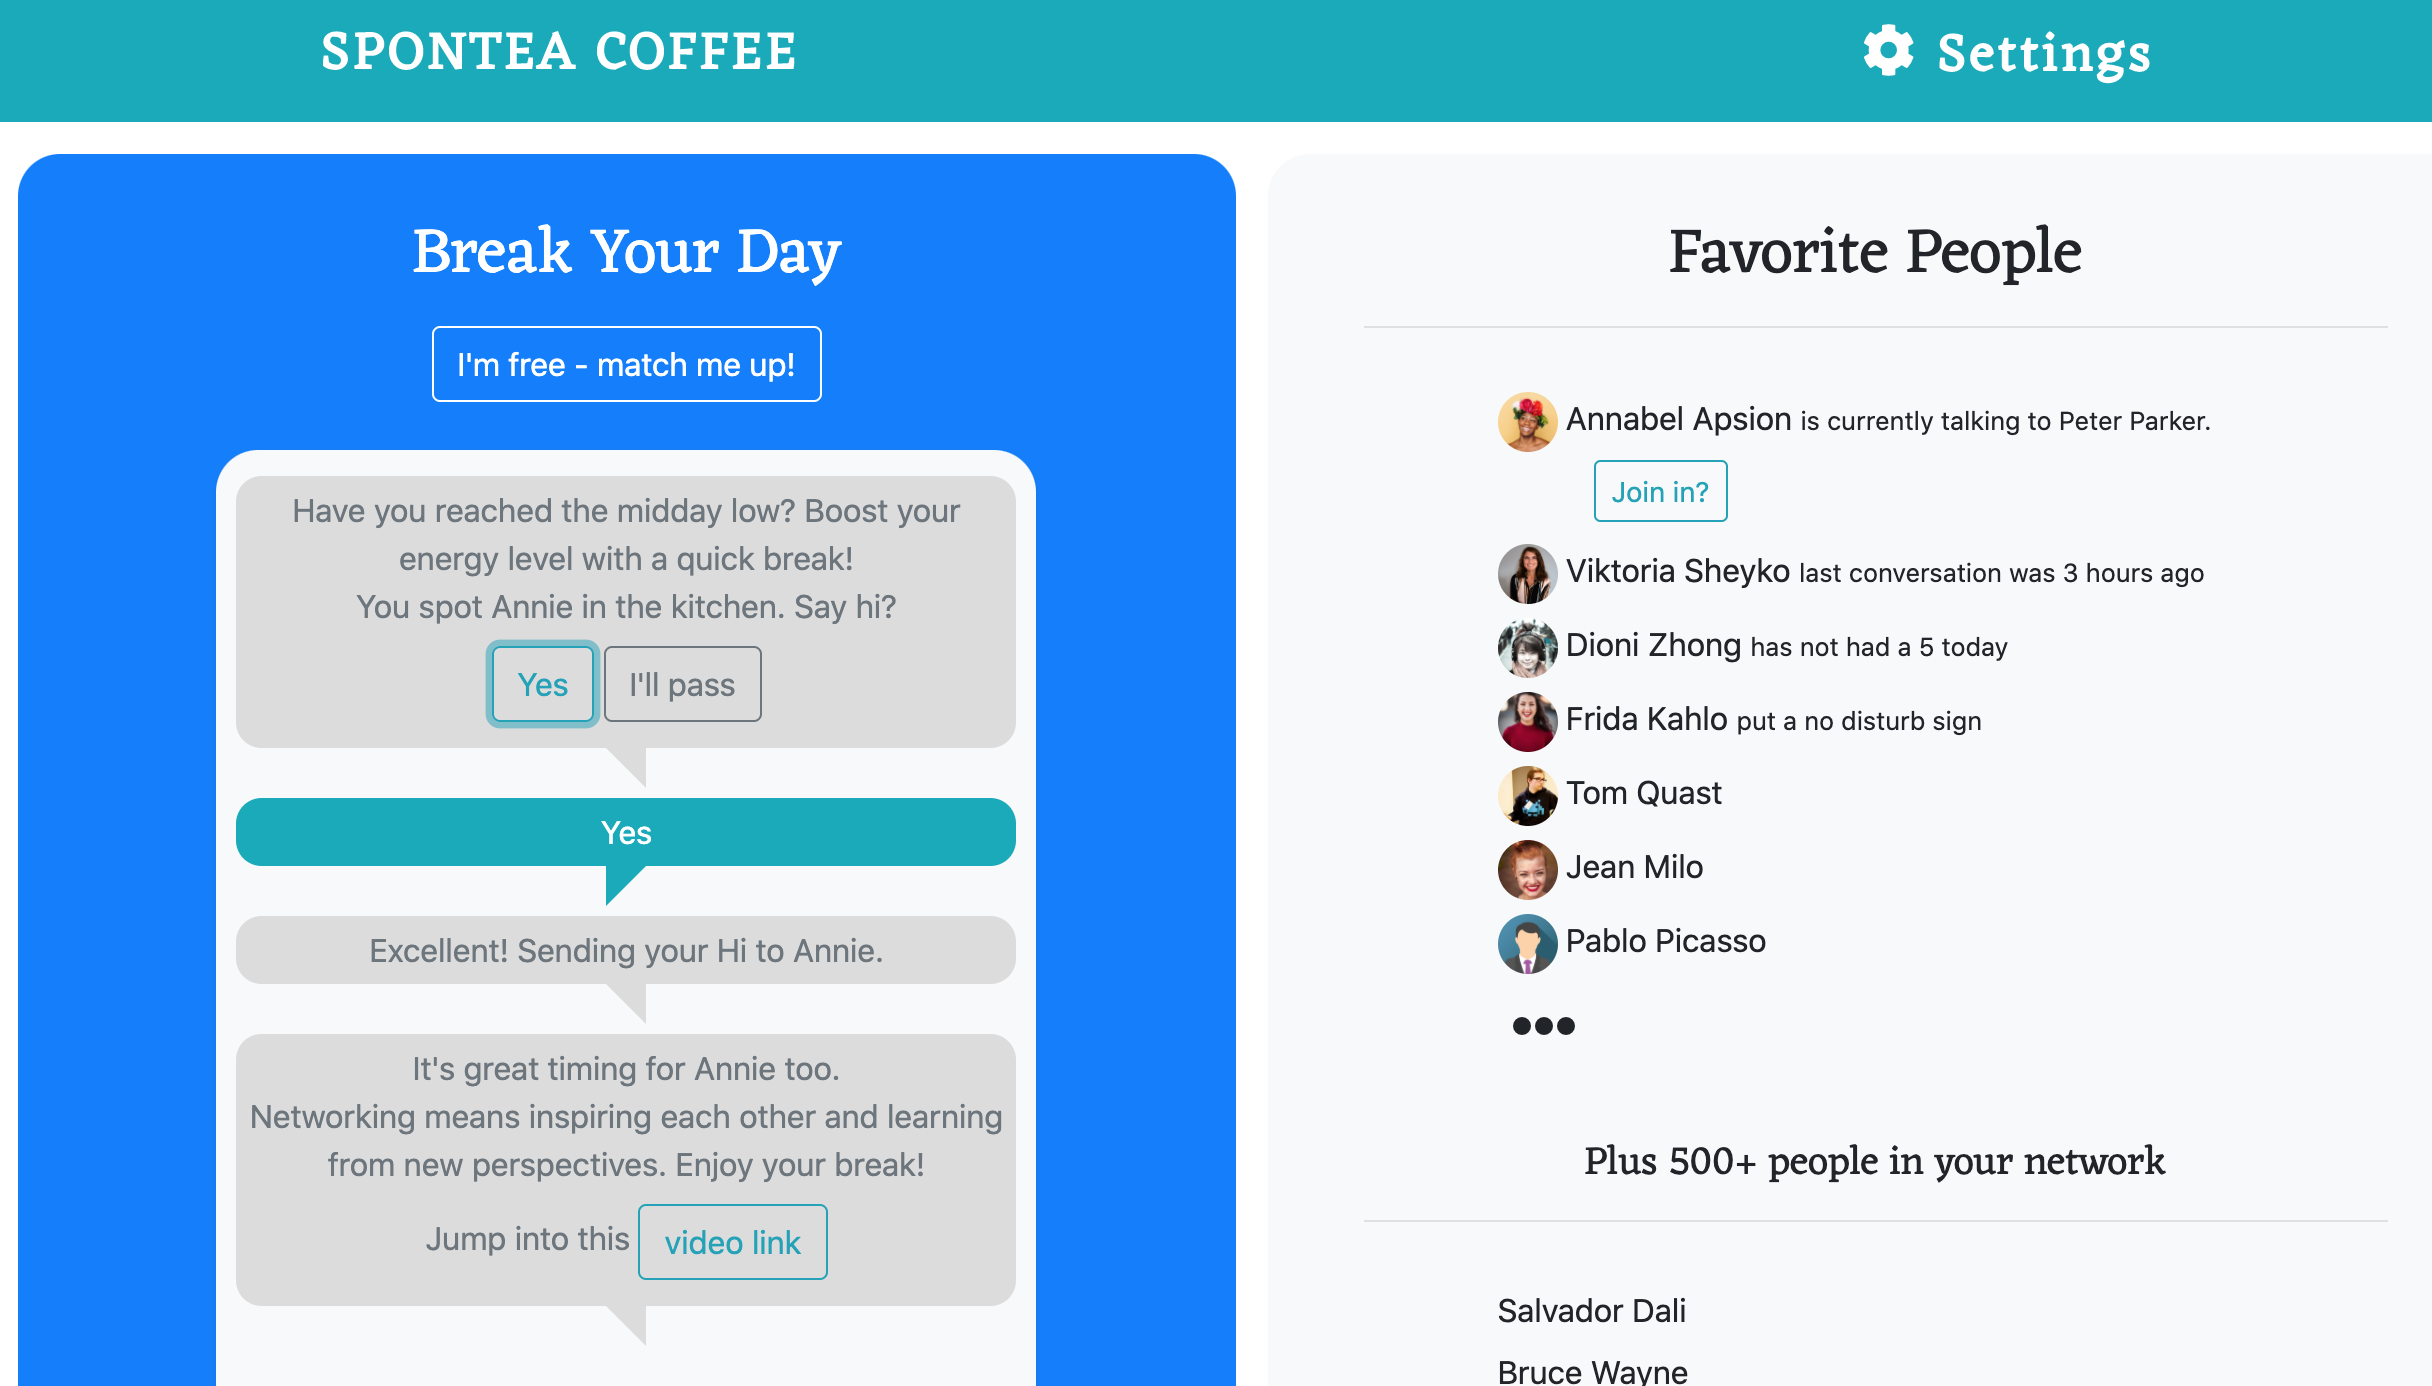 SPONTEA COFFEE
Settings
Break Your Day
I'm free - match me up!
Have you reached the midday low? Boost your
energy level with a quick break!
You spot Annie in the kitchen. Say hi?
Yes
I'll pass
Yes
Excellent! Sending your Hi to Annie.
It's great timing for Annie too.
Networking means inspiring each other and learning
from new perspectives. Enjoy your break!
Jump into this video link
Favorite People
Annabel Apsion is currently talking to Peter Parker.
Join in?
Viktoria Sheyko last conversation was 3 hours ago
Dioni Zhong has not had a 5 today
Frida Kahlo put a no disturb sign
Tom Quast
Jean Milo
Pablo Picasso
Plus 500+ people in your network
Salvador Dali
Bruce Wayne